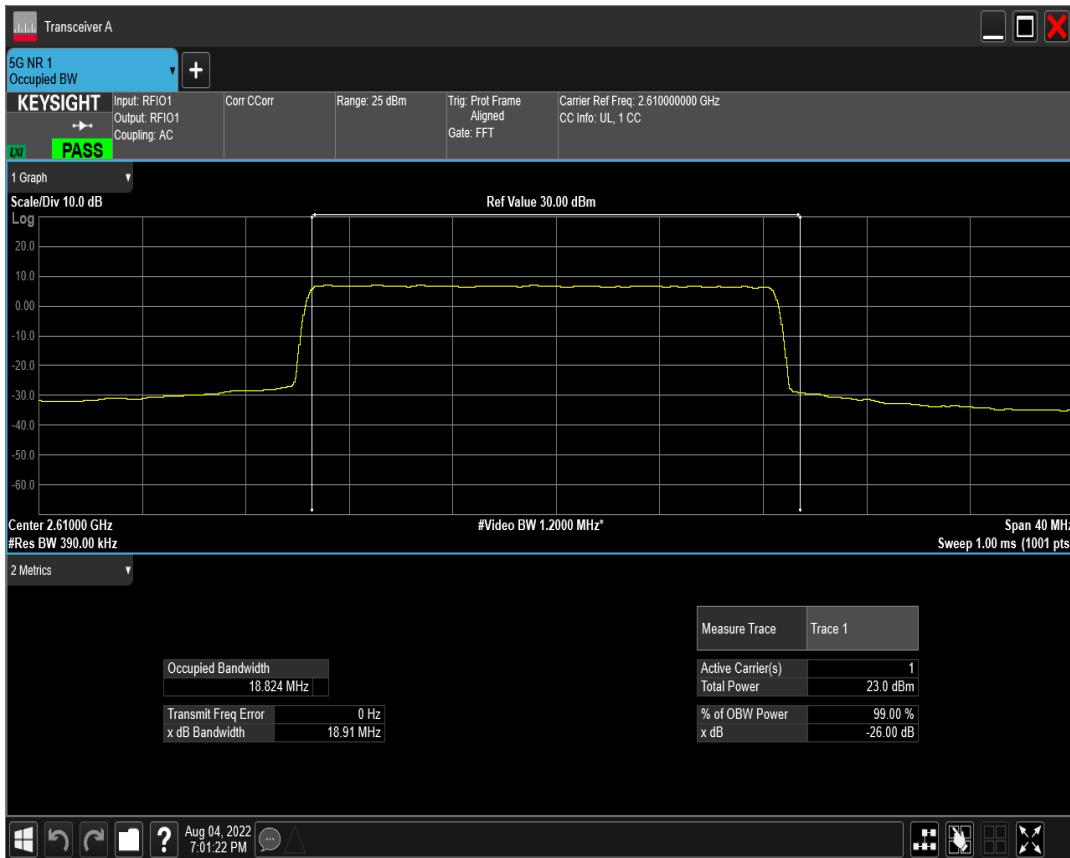 Transceiver A
5G NR 1
Occupied BW
KEYSIGHT
LXI
PASS
Input: RFIO1
Output: RFIO1
Coupling: AC
Corr CCorr
Range: 25 dBm
Trig: Prot Frame
Aligned
Gate: FFT
Carrier Ref Freq: 2.610000000 GHz
CC Info: UL, 1 CC
1 Graph
Scale/Div 10.0 dB
Ref Value 30.00 dBm
Log
20.0
10.0
0.00
-10.0
-20.0
-30.0
-40.0
-50.0
-60.0
Center 2.61000 GHz
#Video BW 1.2000 MHz*
Span 40 MHz
#Res BW 390.00 kHz
Sweep 1.00 ms (1001 pts
2 Metrics
Measure Trace Trace 1
Occupied Bandwidth
18.824 MHz
Active Carrier(s) 1
Total Power 23.0 dBm
Transmit Freq Error 0 Hz
x dB Bandwidth 18.91 MHz
% of OBW Power 99.00 %
x dB -26.00 dB
?
Aug 04, 2022
7:01:22 PM